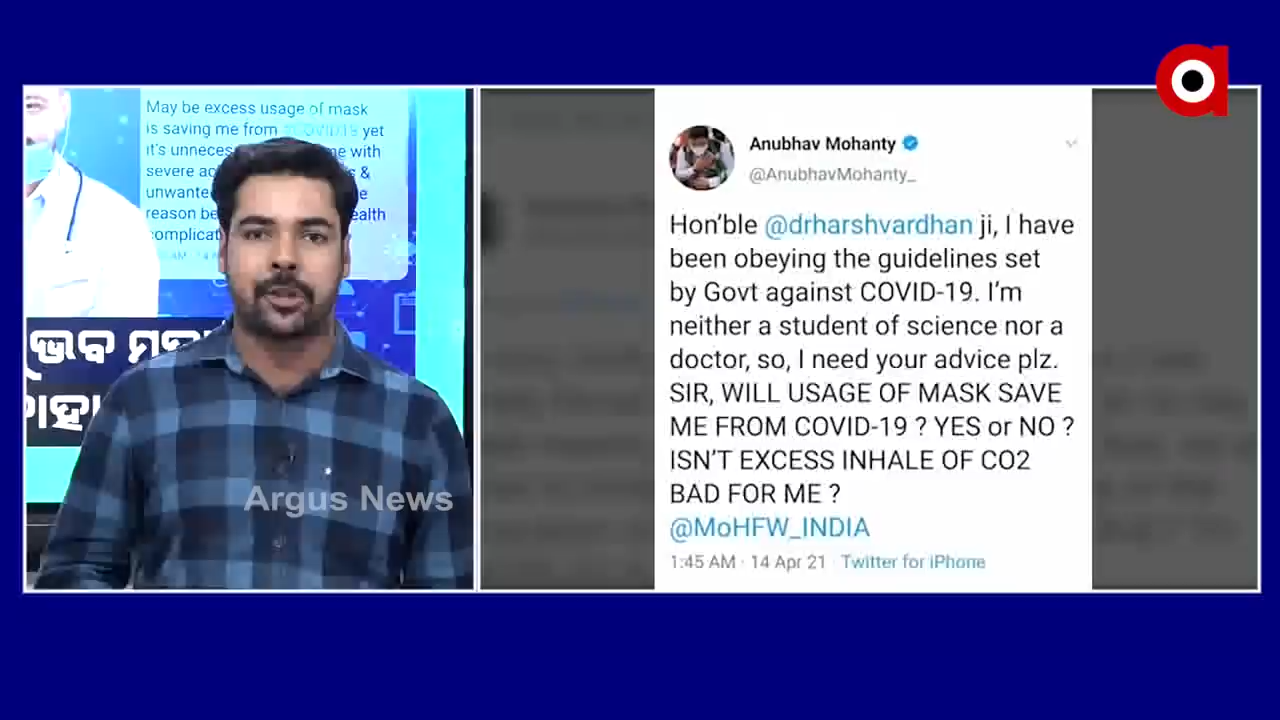 May be excess usage of mask
is saving me from #COVID19 yet
it's me with
severe &
reason
ealth
Argus News
Anubhav Mohanty
@AnubhavMohanty_
Hon'ble @drharshvardhan ji, I have
been obeying the guidelines set
by Govt against COVID-19. I'm
neither a student of science nor a
doctor, so, I need your advice plz.
SIR, WILL USAGE OF MASK SAVE
ME FROM COVID-19 ? YES or NO ?
ISN'T EXCESS INHALE OF CO2
BAD FOR ME ?
@MoHFW_INDIA
1:45 AM · 14 Apr 21 Twitter for iPhone